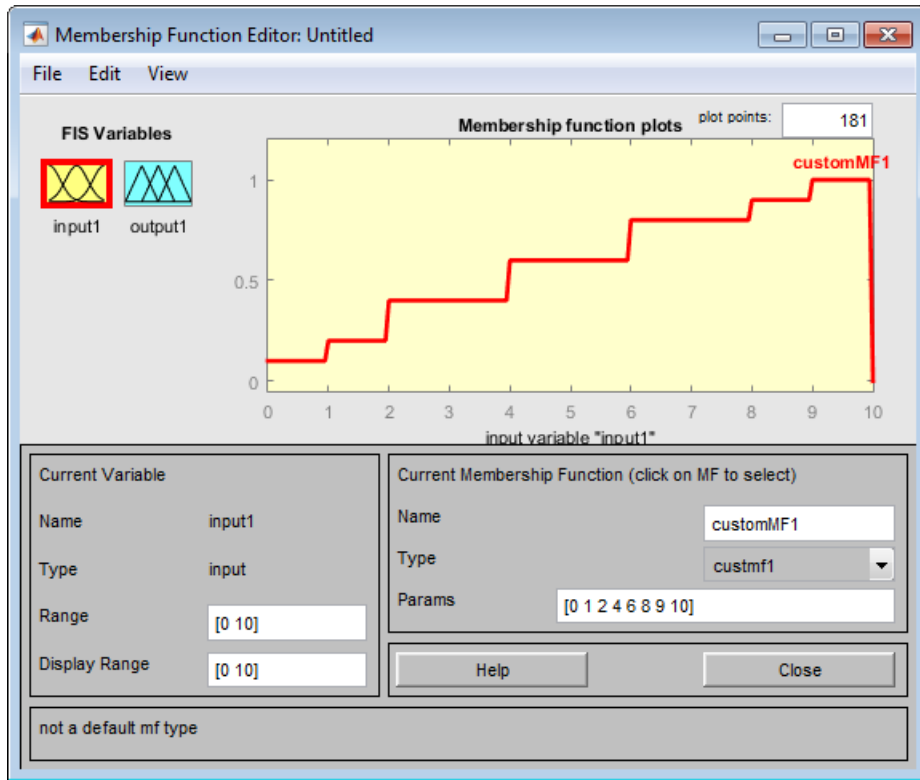 Membership Function Editor: Untitled
File Edit View
FIS Variables
input1 output1
Membership function plots plot points: 181
customMF1
1
0.5
0
0 1 2 3 4 5 6 7 8 9 10
input variable "input1"
Current Variable
Name input1
Type input
Range [0 10]
Display Range [0 10]
Current Membership Function (click on MF to select)
Name customMF1
Type custmf1
Params [0 1 2 4 6 8 9 10]
Help Close
not a default mf type